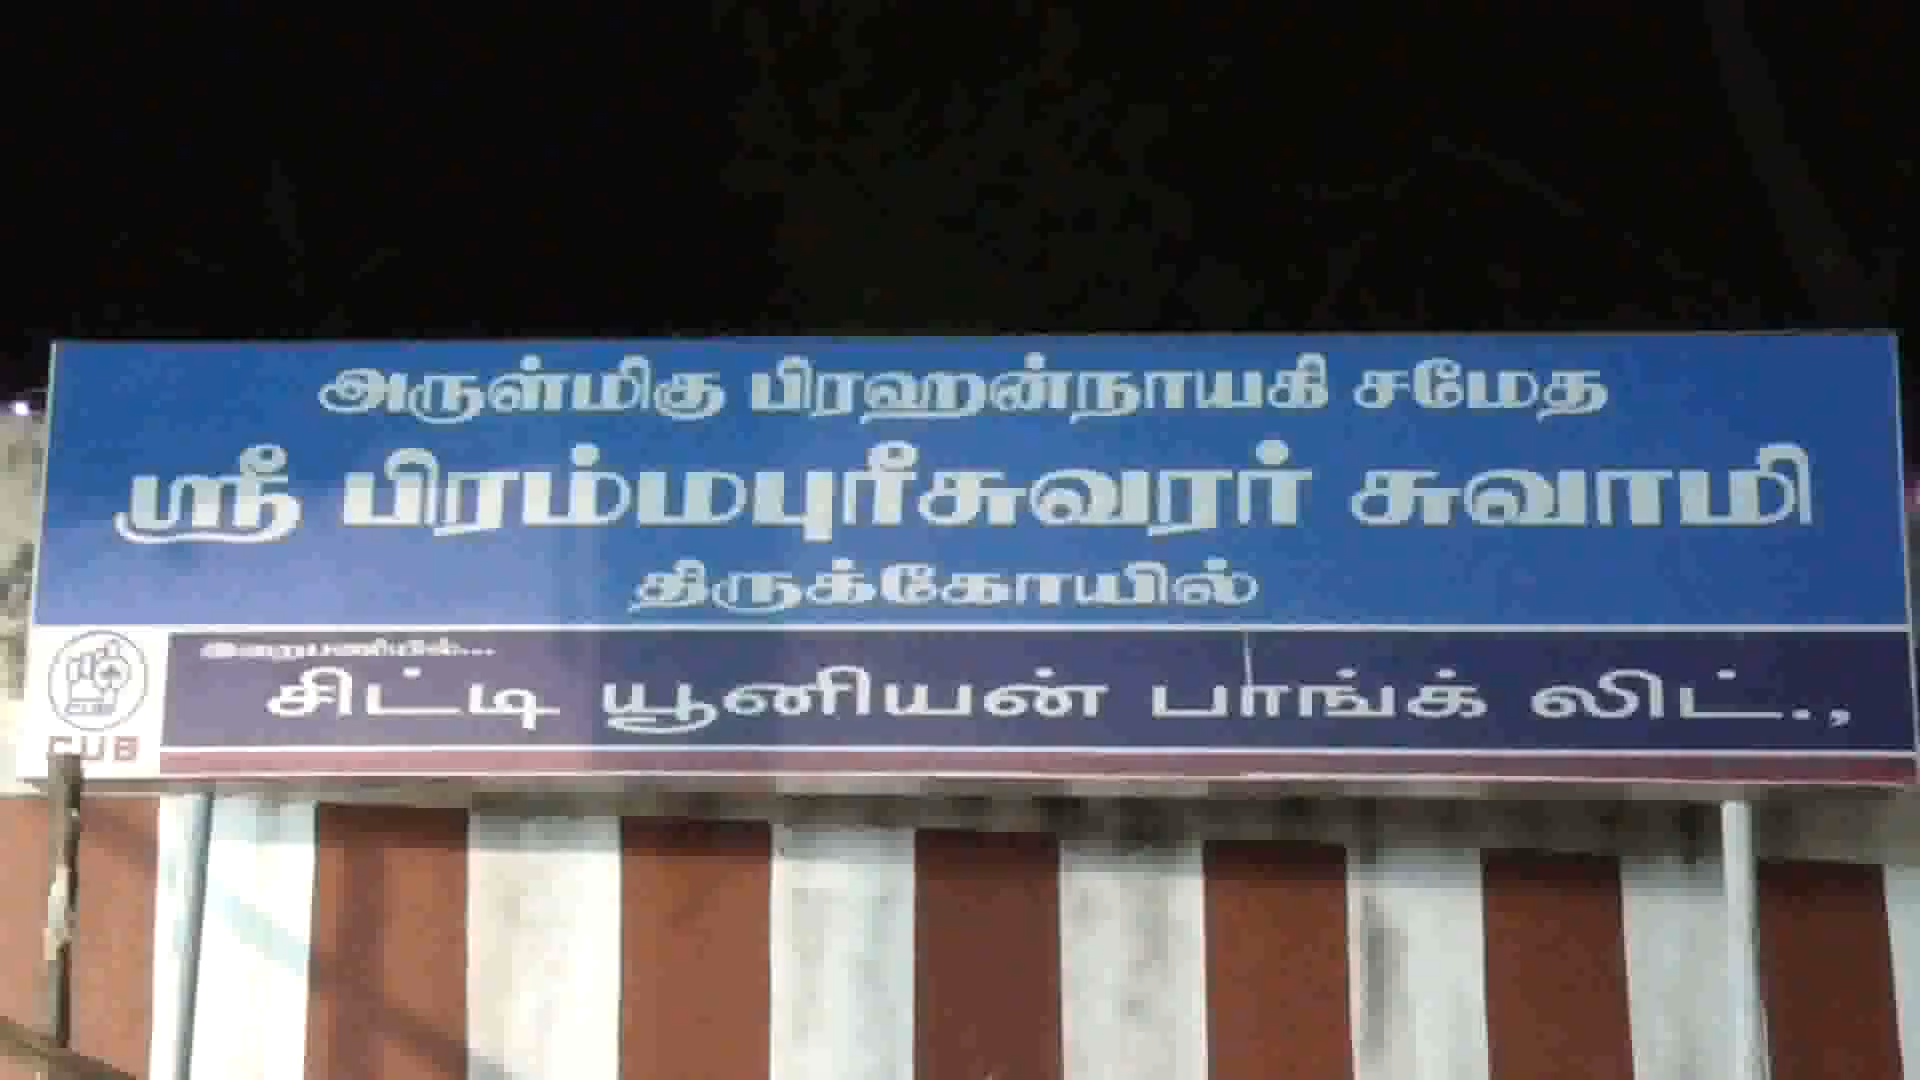 அருள்மிகு பிரஹன்நாயகி சமேத
ஸ்ரீ பிரம்மபுரீசுவரர் சுவாமி
திருக்கோயில்
இறைபணியில்...
சிட்டி யூனியன் பாங்க் லிட்.,
CUB